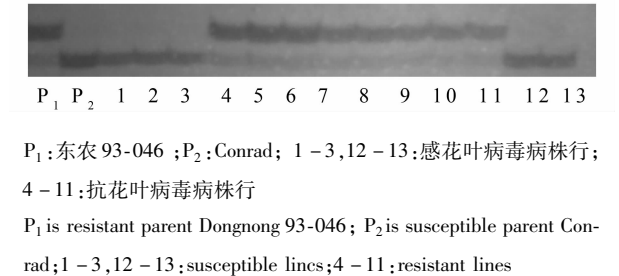 P1 P2 1 2 3 4 5 6 7 8 9 10 11 12 13
P1:东农93-046 ;P2:Conrad; 1-3,12-13:感花叶病毒病株行;
4-11:抗花叶病毒病株行
P1 is resistant parent Dongnong 93-046; P2 is susceptible parent Con-
rad;1-3,12-13:susceptible lincs;4-11:resistant lines